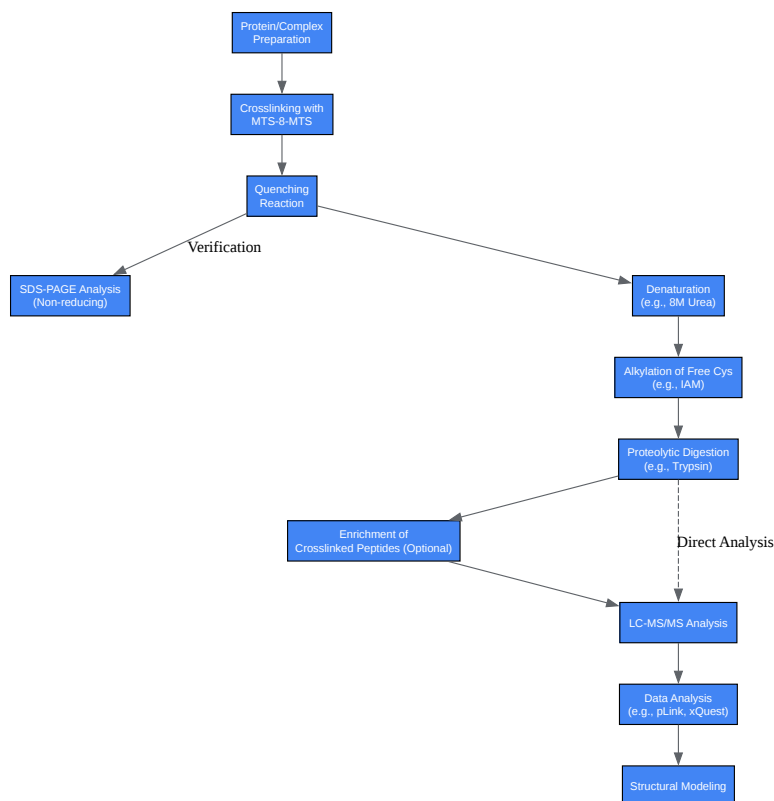 Protein/Complex
Preparation
Crosslinking with
MTS-8-MTS
Quenching
Reaction
Verification
SDS-PAGE Analysis
(Non-reducing)
Denaturation
(e.g., 8M Urea)
Alkylation of Free Cys
(e.g., IAM)
Proteolytic Digestion
(e.g., Trypsin)
Enrichment of
Crosslinked Peptides (Optional)
Direct Analysis
LC-MS/MS Analysis
Data Analysis
(e.g., pLink, xQuest)
Structural Modeling